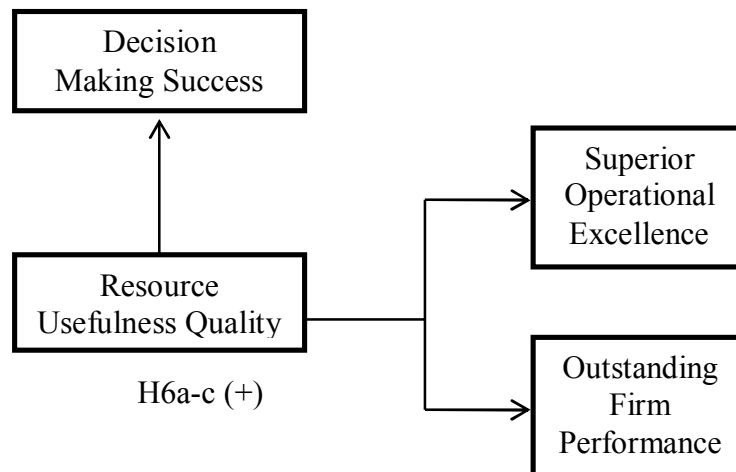 Decision
Making Success
Superior
Operational
Excellence
Resource
Usefulness Quality
H6a-c (+)
Outstanding
Firm
Performance